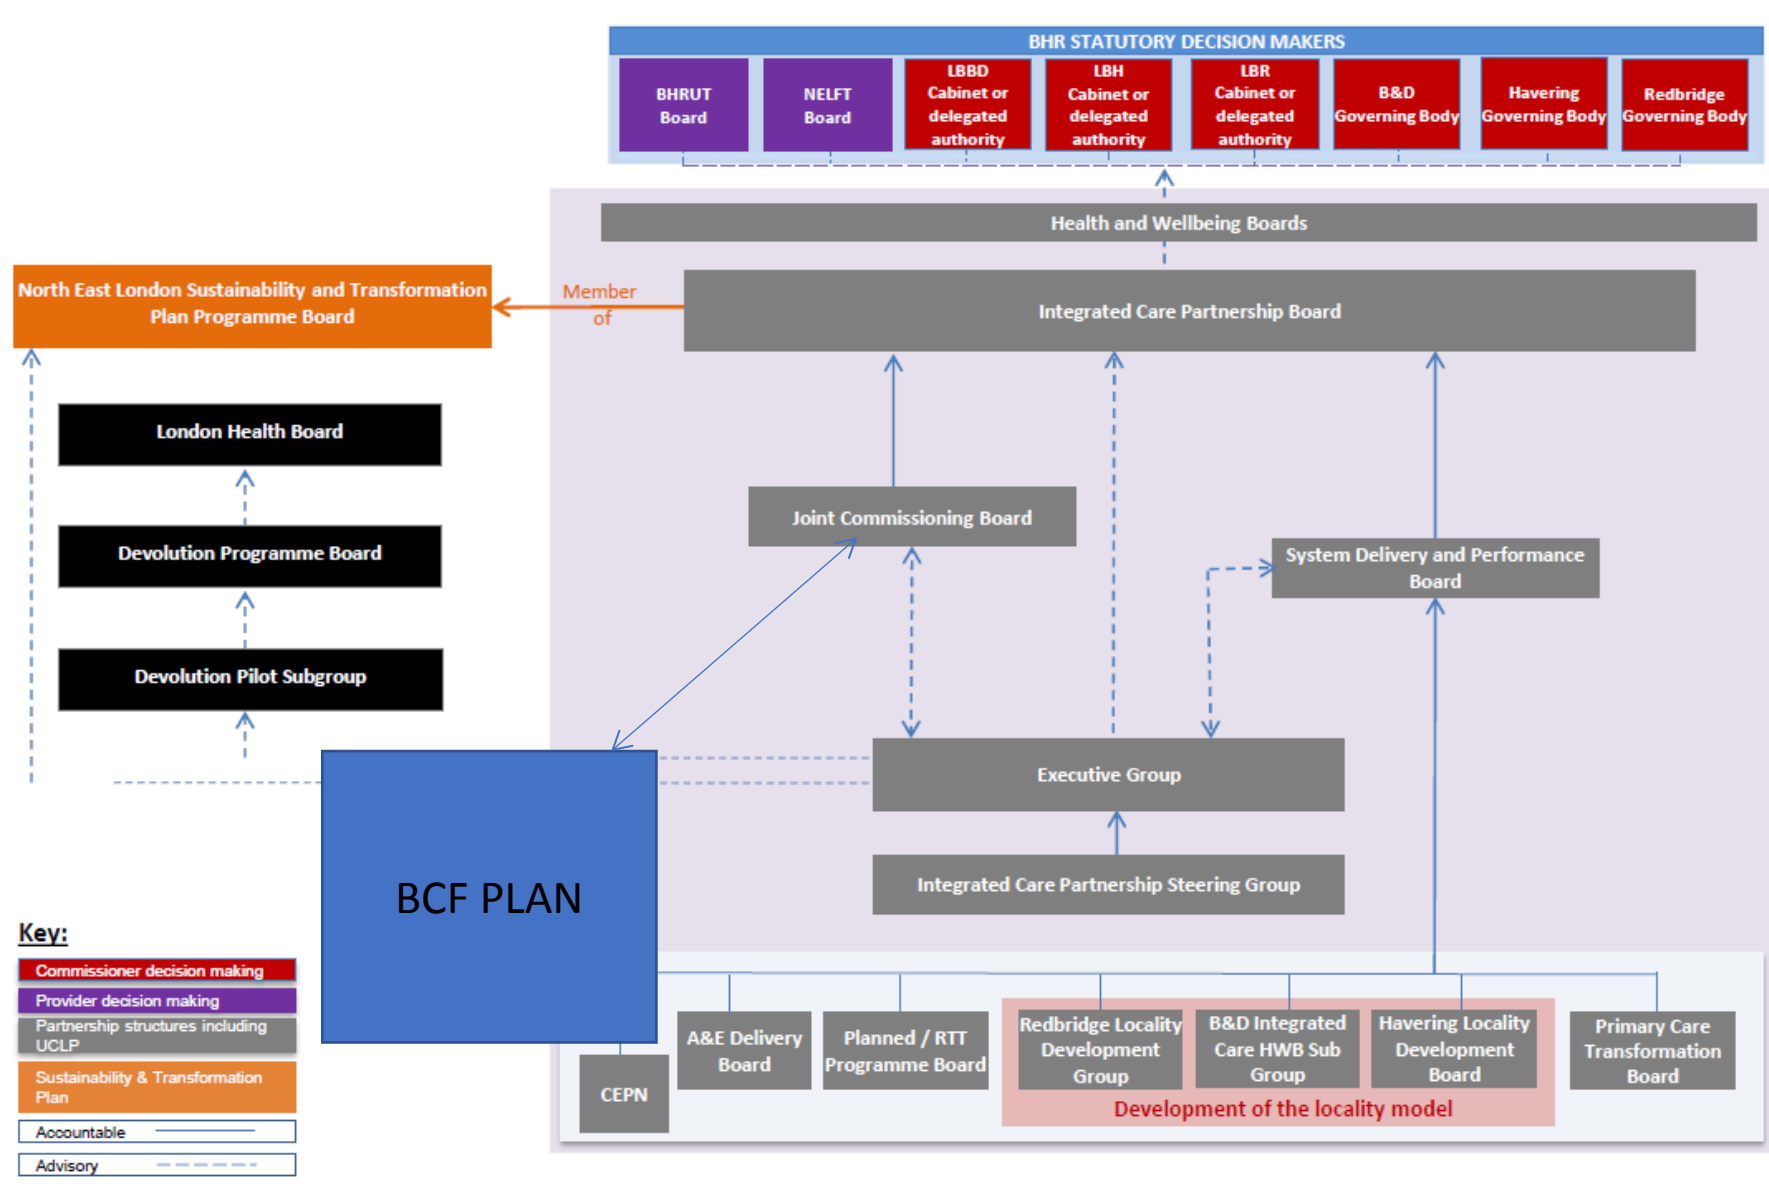 BHR STATUTORY DECISION MAKERS
BHRUT
Board
NELFT
Board
LBBD
Cabinet or
delegated
authority
LBH
Cabinet or
delegated
authority
LBR
Cabinet or
delegated
authority
B&D
Governing Body
Havering
Governing Body
Redbridge
Governing Body
Health and Wellbeing Boards
North East London Sustainability and Transformation
Plan Programme Board
Member
of
Integrated Care Partnership Board
London Health Board
Joint Commissioning Board
Devolution Programme Board
System Delivery and Performance
Board
Devolution Pilot Subgroup
Executive Group
BCF PLAN
Integrated Care Partnership Steering Group
Key:
Commissioner decision making
Provider decision making
Partnership structures including
UCLP
Sustainability & Transformation
Plan
Accountable
Advisory
CEPN
A&E Delivery
Board
Planned / RTT
Programme Board
Redbridge Locality
Development
Group
B&D Integrated
Care HWB Sub
Group
Havering Locality
Development
Board
Primary Care
Transformation
Board
Development of the locality model